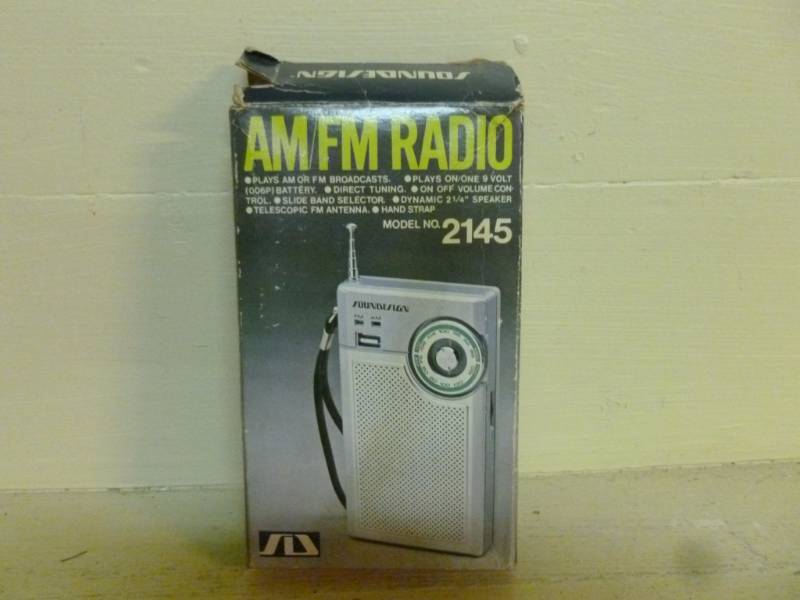 SOUNDESIGN
AM/FM RADIO
●PLAYS AM OR FM BROADCASTS. ●PLAYS ON/ONE 9 VOLT
(006P) BATTERY. ●DIRECT TUNING. ●ON OFF VOLUME CON-
TROL. ●SLIDE BAND SELECTOR. ●DYNAMIC 2¼" SPEAKER
●TELESCOPIC FM ANTENNA. ●HAND STRAP
MODEL NO. 2145
SOUNDESIGN